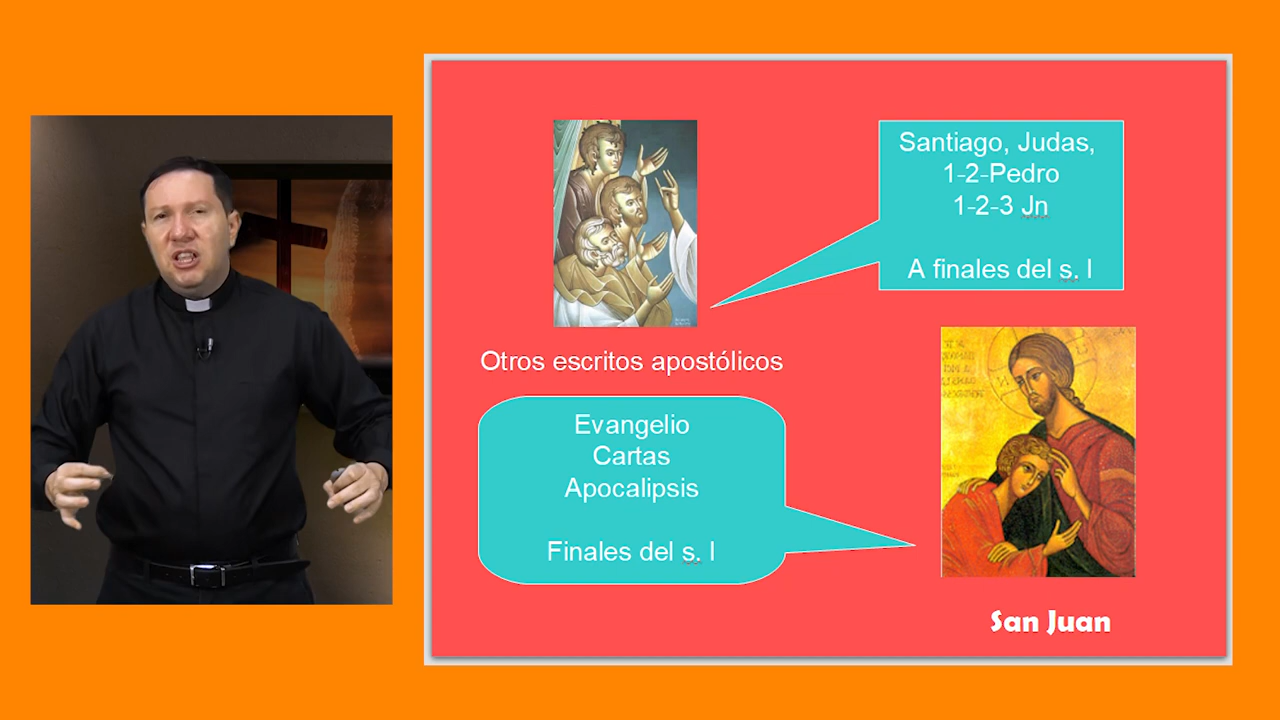 Santiago, Judas,
1-2-Pedro
1-2-3 Jn
A finales del s. I
Otros escritos apostólicos
Evangelio
Cartas
Apocalipsis
Finales del s. I
San Juan